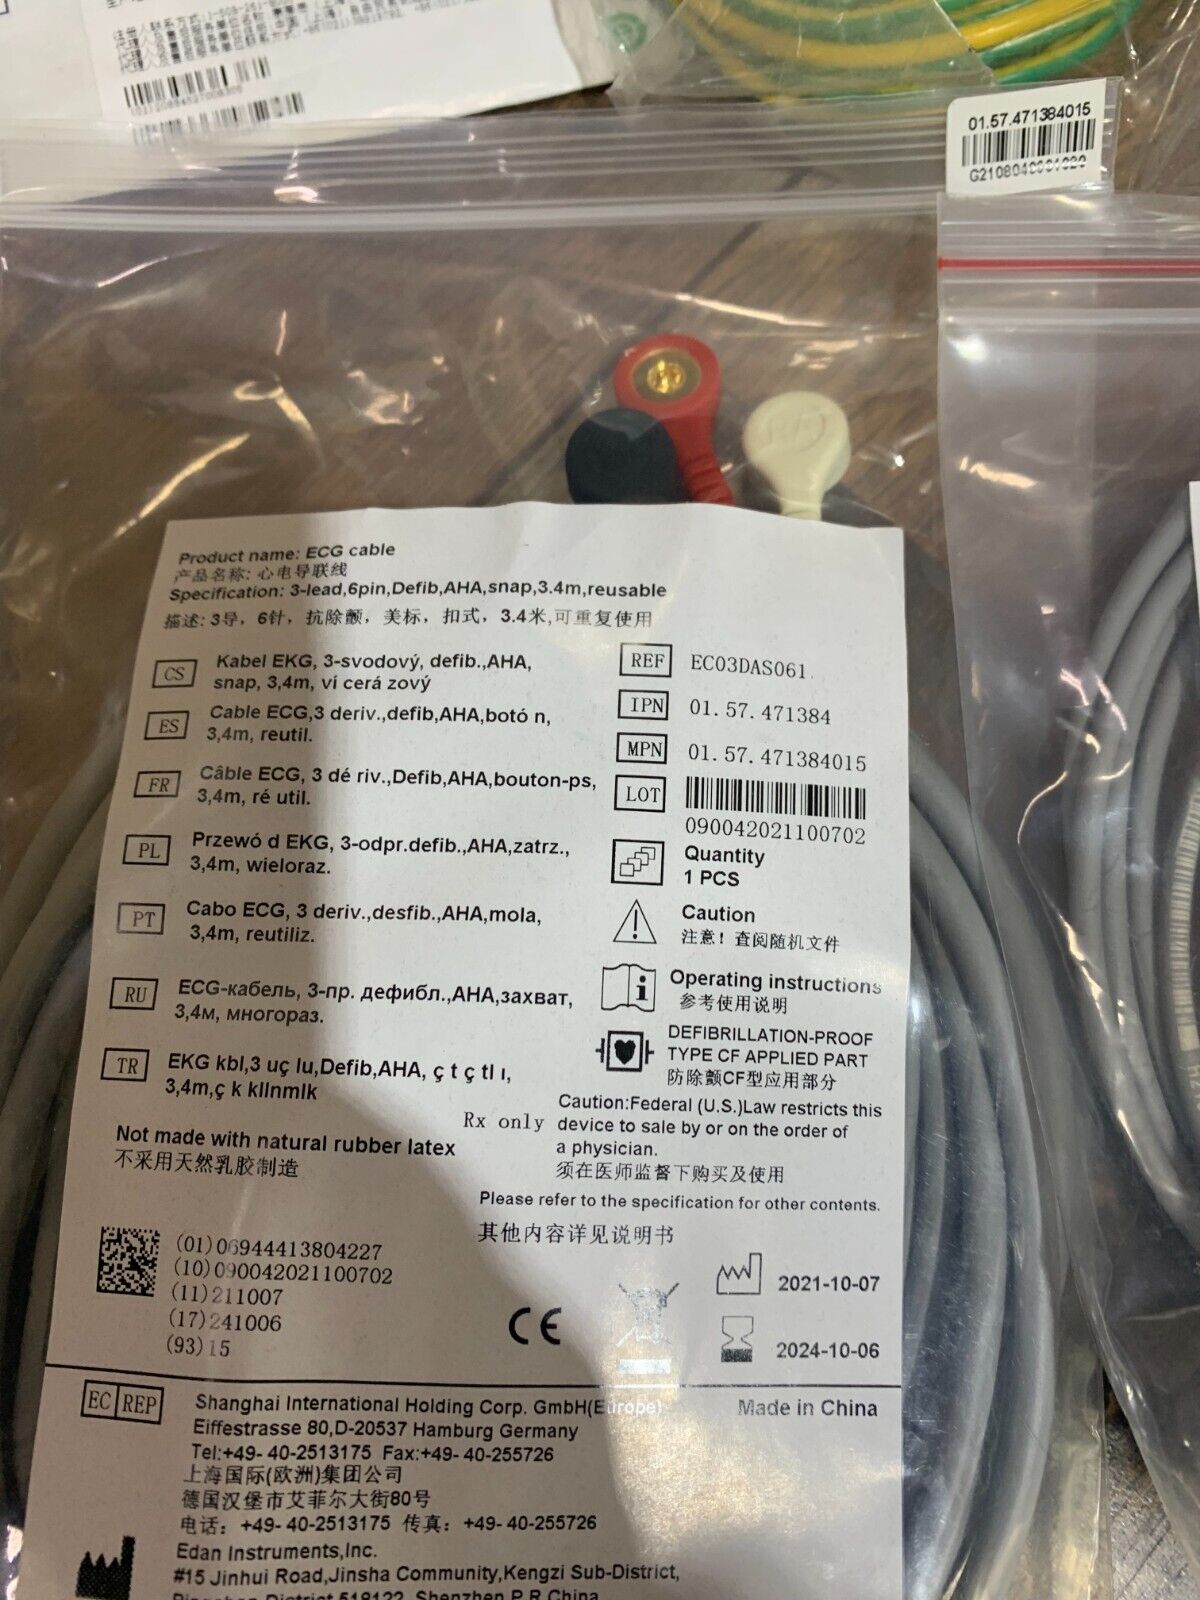 01.57.471384015
Product name: ECG cable
产品名称: 心电导联线
Specification: 3-lead,6pin,Defib,AHA,snap,3.4m,reusable
描述: 3导，6针，抗除颤，美标，扣式，3.4米,可重复使用
CS Kabel EKG, 3-svodový, defib.,AHA,
snap, 3,4m, ví cerá zový
ES Cable ECG,3 deriv.,defib,AHA,botó n,
3,4m, reutil.
FR Câble ECG, 3 dé riv.,Defib,AHA,bouton-ps,
3,4m, ré util.
PL Przewó d EKG, 3-odpr.defib.,AHA,zatrz.,
3,4m, wieloraz.
PT Cabo ECG, 3 deriv.,desfib.,AHA,mola,
3,4m, reutiliz.
RU ECG-кабель, 3-пр. дефибл.,AHA,захват,
3,4м, многораз.
TR EKG kbl,3 uç lu,Defib,AHA, ç t ç tl ı,
3,4m,ç k kllnmlk
Not made with natural rubber latex
不采用天然乳胶制造
REF EC03DAS061
IPN 01.57.471384
MPN 01.57.471384015
LOT
090042021100702
Quantity
1 PCS
Caution
注意！查阅随机文件
Operating instructions
参考使用说明
DEFIBRILLATION-PROOF
TYPE CF APPLIED PART
防除颤CF型应用部分
Rx only
Caution:Federal (U.S.)Law restricts this
device to sale by or on the order of
a physician.
须在医师监督下购买及使用
Please refer to the specification for other contents.
其他内容详见说明书
(01)06944413804227
(10)090042021100702
(11)211007
(17)241006
(93)15
CE
2021-10-07
2024-10-06
EC REP Shanghai International Holding Corp. GmbH(Europe)
Made in China
Eiffestrasse 80,D-20537 Hamburg Germany
Tel:+49- 40-2513175 Fax:+49- 40-255726
上海国际(欧洲)集团公司
德国汉堡市艾菲尔大街80号
电话：+49- 40-2513175 传真：+49- 40-255726
Edan Instruments,Inc.
#15 Jinhui Road,Jinsha Community,Kengzi Sub-District,
Shenzhen P.R.China